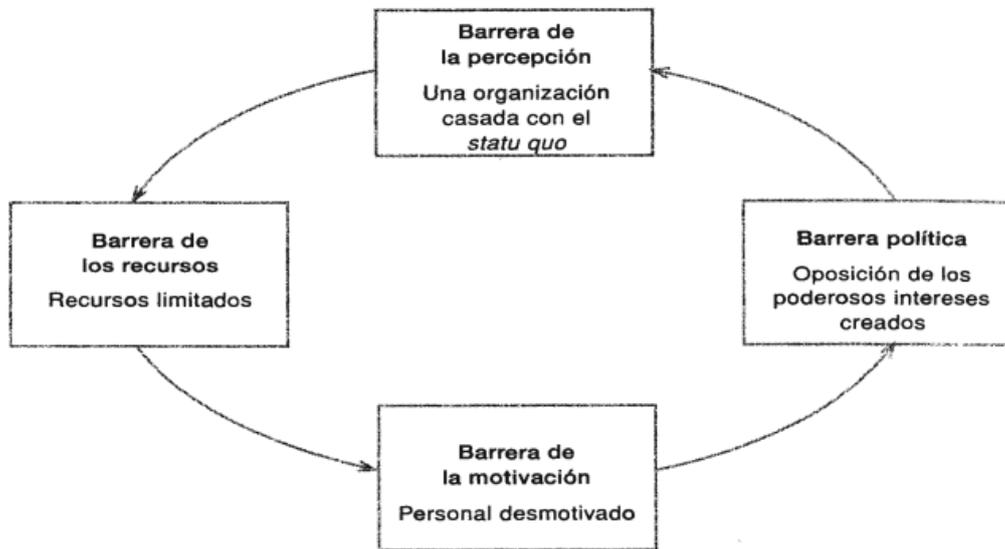 Barrera de
la percepción
Una organización
casada con el
statu quo
Barrera de
los recursos
Recursos limitados
Barrera política
Oposición de los
poderosos intereses
creados
Barrera de
la motivación
Personal desmotivado